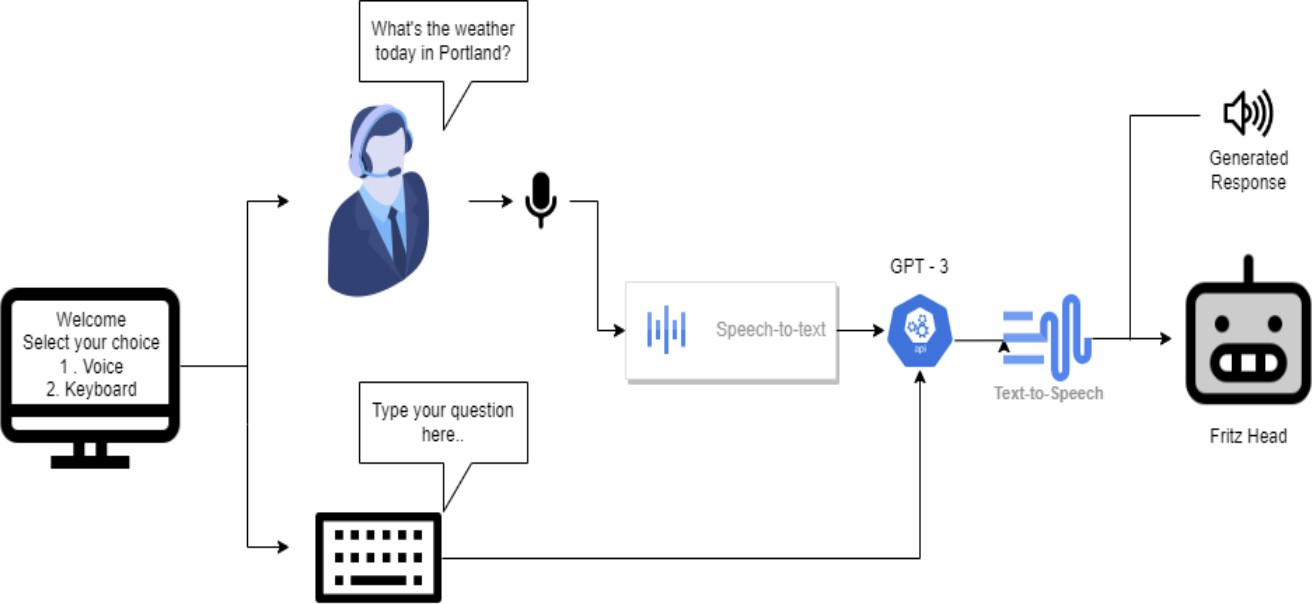 What's the weather
today in Portland?
Generated
Response
GPT - 3
Welcome
Select your choice
1 . Voice
2. Keyboard
Speech-to-text
api
Text-to-Speech
Type your question
here..
Fritz Head